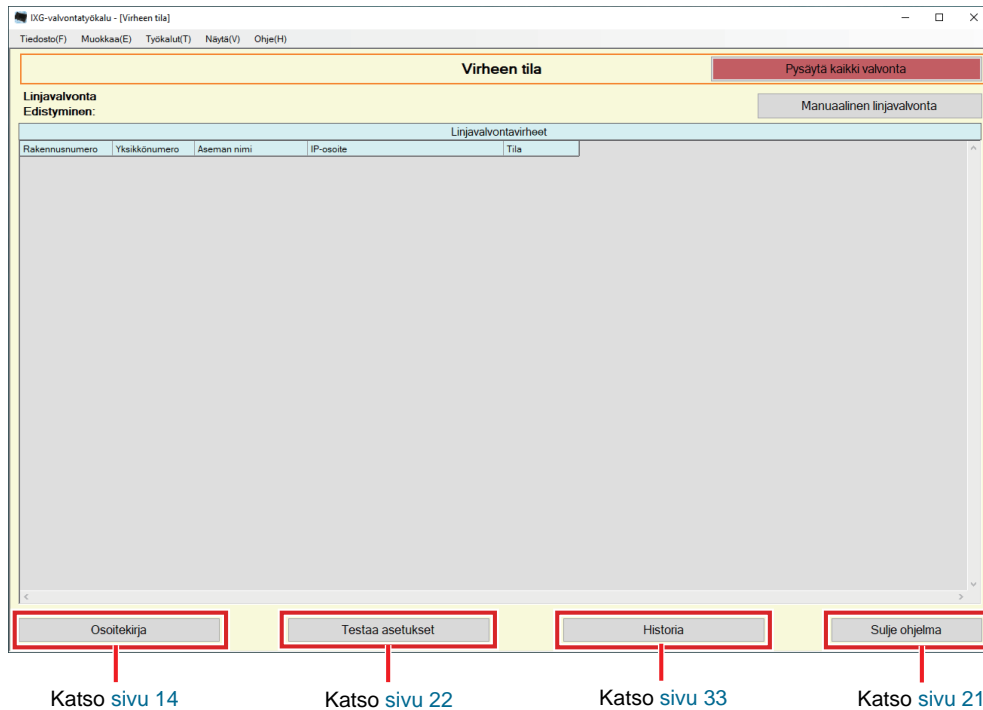 IXG-valvontatyökalu - [Virheen tila]
Tiedosto(F) Muokkaa(E) Työkalut(T) Näytä(V) Ohje(H)
Virheen tila
Pysäytä kaikki valvonta
Linjavalvonta
Edistyminen:
Manuaalinen linjavalvonta
Linjavalvontavirheet
Rakennusnumero Yksikkönumero Aseman nimi IP-osoite Tila
Osoitekirja Testaa asetukset Historia Sulje ohjelma
Katso sivu 14 Katso sivu 22 Katso sivu 33 Katso sivu 21